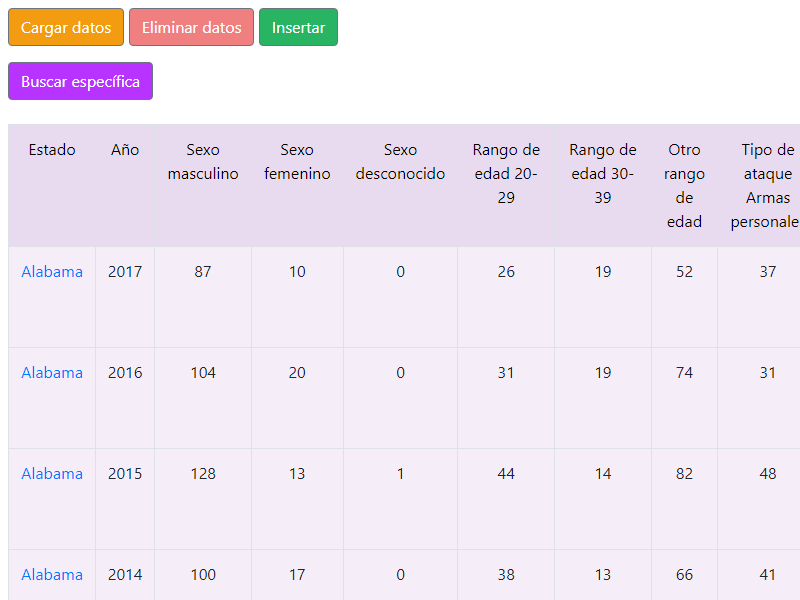 Cargar datos Eliminar datos Insertar
Buscar específica
Estado Año Sexo masculino Sexo femenino Sexo desconocido Rango de edad 20-29 Rango de edad 30-39 Otro rango de edad Tipo de ataque Armas personale
Alabama 2017 87 10 0 26 19 52 37
Alabama 2016 104 20 0 31 19 74 31
Alabama 2015 128 13 1 44 14 82 48
Alabama 2014 100 17 0 38 13 66 41